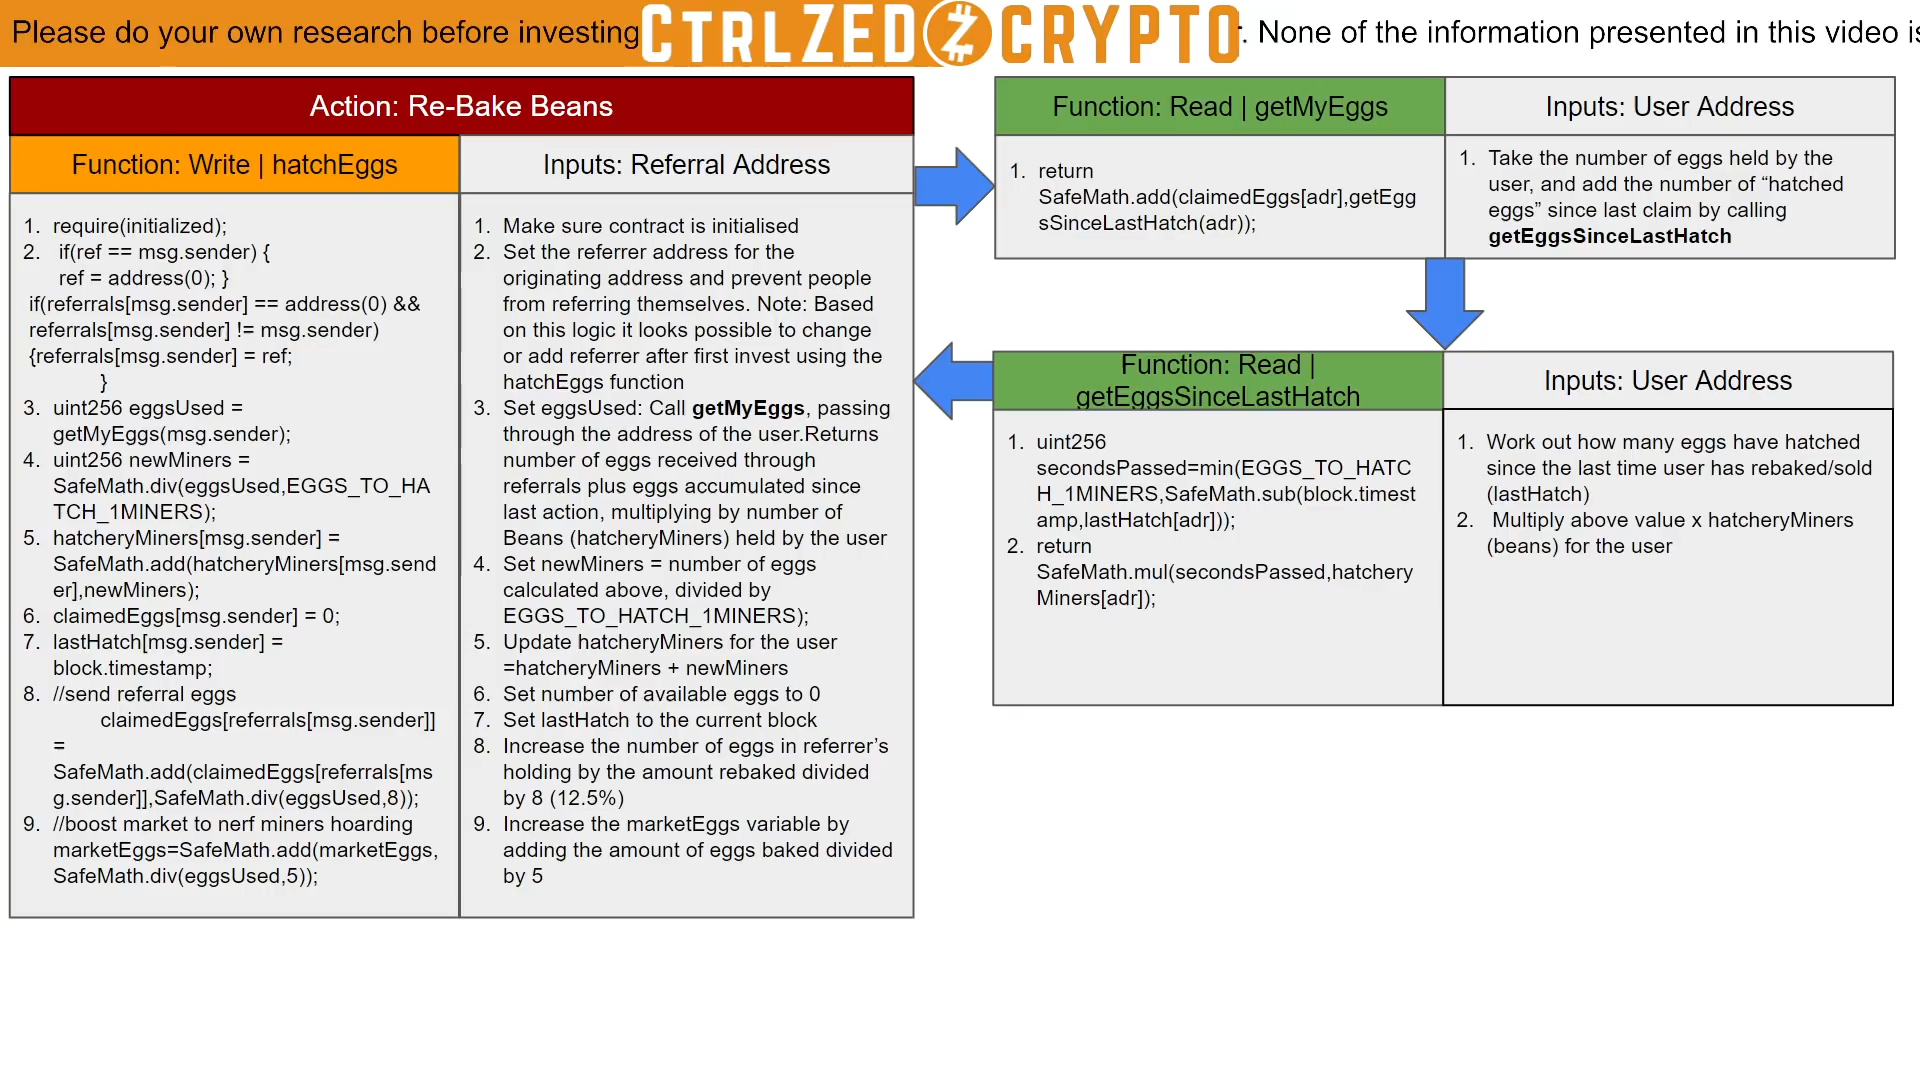 Please do your own research before investing
CTRLZED CRYPTO
. None of the information presented in this video is
Action: Re-Bake Beans
Function: Write | hatchEggs
Inputs: Referral Address
1. require(initialized);
2. if(ref == msg.sender) {
ref = address(0); }
if(referrals[msg.sender] == address(0) &&
referrals[msg.sender] != msg.sender)
{referrals[msg.sender] = ref;
}
3. uint256 eggsUsed =
getMyEggs(msg.sender);
4. uint256 newMiners =
SafeMath.div(eggsUsed,EGGS_TO_HA
TCH_1MINERS);
5. hatcheryMiners[msg.sender] =
SafeMath.add(hatcheryMiners[msg.send
er],newMiners);
6. claimedEggs[msg.sender] = 0;
7. lastHatch[msg.sender] =
block.timestamp;
8. //send referral eggs
claimedEggs[referrals[msg.sender]]
=
SafeMath.add(claimedEggs[referrals[ms
g.sender]],SafeMath.div(eggsUsed,8));
9. //boost market to nerf miners hoarding
marketEggs=SafeMath.add(marketEggs,
SafeMath.div(eggsUsed,5));
1. Make sure contract is initialised
2. Set the referrer address for the
originating address and prevent people
from referring themselves. Note: Based
on this logic it looks possible to change
or add referrer after first invest using the
hatchEggs function
3. Set eggsUsed: Call getMyEggs, passing
through the address of the user.Returns
number of eggs received through
referrals plus eggs accumulated since
last action, multiplying by number of
Beans (hatcheryMiners) held by the user
4. Set newMiners = number of eggs
calculated above, divided by
EGGS_TO_HATCH_1MINERS);
5. Update hatcheryMiners for the user
=hatcheryMiners + newMiners
6. Set number of available eggs to 0
7. Set lastHatch to the current block
8. Increase the number of eggs in referrer’s
holding by the amount rebaked divided
by 8 (12.5%)
9. Increase the marketEggs variable by
adding the amount of eggs baked divided
by 5
Function: Read | getMyEggs
Inputs: User Address
1. return
SafeMath.add(claimedEggs[adr],getEgg
sSinceLastHatch(adr));
1. Take the number of eggs held by the
user, and add the number of “hatched
eggs” since last claim by calling
getEggsSinceLastHatch
Function: Read |
getEggsSinceLastHatch
Inputs: User Address
1. uint256
secondsPassed=min(EGGS_TO_HATC
H_1MINERS,SafeMath.sub(block.timest
amp,lastHatch[adr]));
2. return
SafeMath.mul(secondsPassed,hatchery
Miners[adr]);
1. Work out how many eggs have hatched
since the last time user has rebaked/sold
(lastHatch)
2. Multiply above value x hatcheryMiners
(beans) for the user